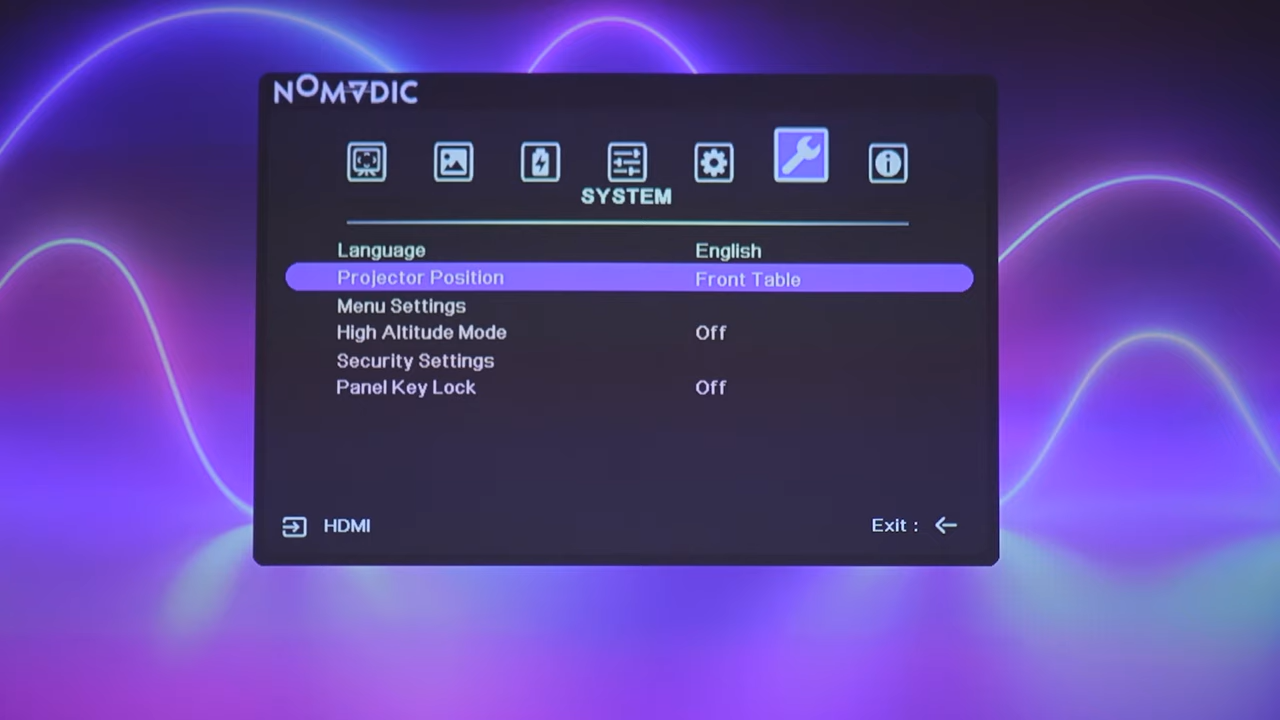 NOMADIC
SYSTEM
Language English
Projector Position Front Table
Menu Settings
High Altitude Mode Off
Security Settings
Panel Key Lock Off
HDMI Exit :